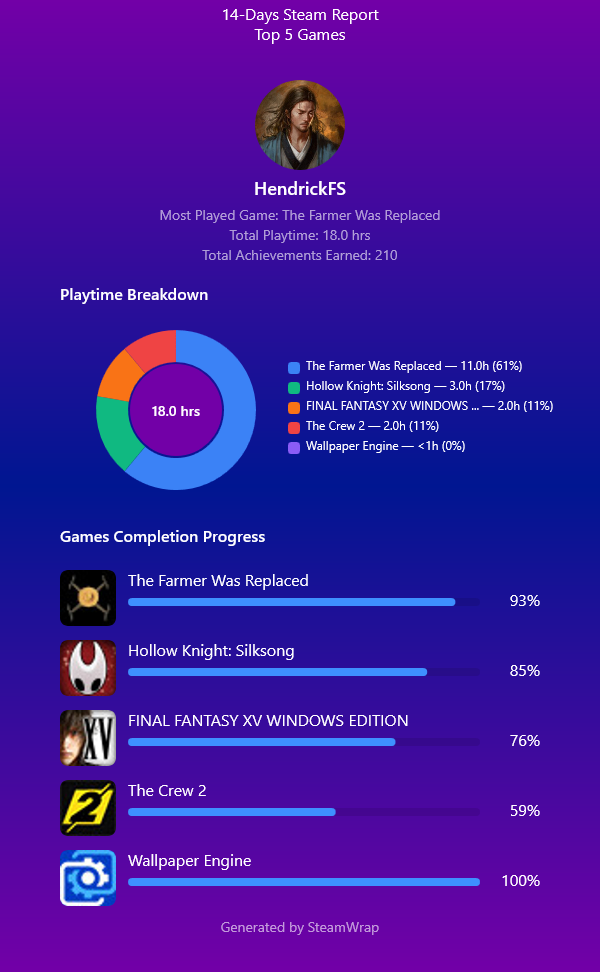 14-Days Steam Report
Top 5 Games
HendrickFS
Most Played Game: The Farmer Was Replaced
Total Playtime: 18.0 hrs
Total Achievements Earned: 210
Playtime Breakdown
18.0 hrs
The Farmer Was Replaced — 11.0h (61%)
Hollow Knight: Silksong — 3.0h (17%)
FINAL FANTASY XV WINDOWS ... — 2.0h (11%)
The Crew 2 — 2.0h (11%)
Wallpaper Engine — <1h (0%)
Games Completion Progress
The Farmer Was Replaced
93%
Hollow Knight: Silksong
85%
XV
FINAL FANTASY XV WINDOWS EDITION
76%
2
The Crew 2
59%
Wallpaper Engine
100%
Generated by SteamWrap